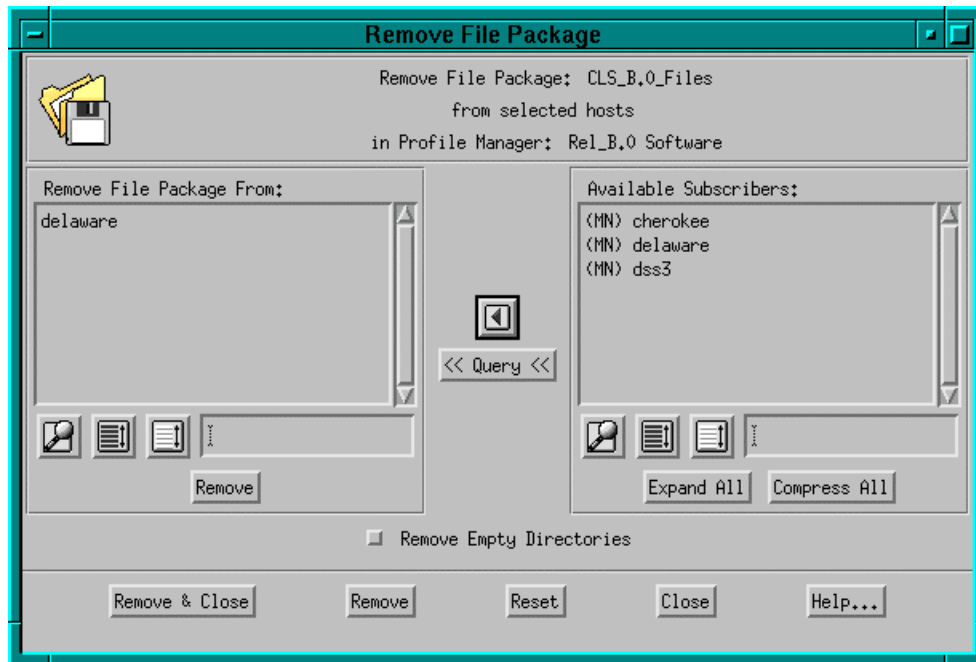 Remove File Package
Remove File Package: CLS_B.0_Files
from selected hosts
in Profile Manager: Rel_B.0 Software
Remove File Package From:
delaware
Remove
<< Query <<
Available Subscribers:
(MN) cherokee
(MN) delaware
(MN) dss3
Expand All
Compress All
Remove Empty Directories
Remove & Close
Remove
Reset
Close
Help...